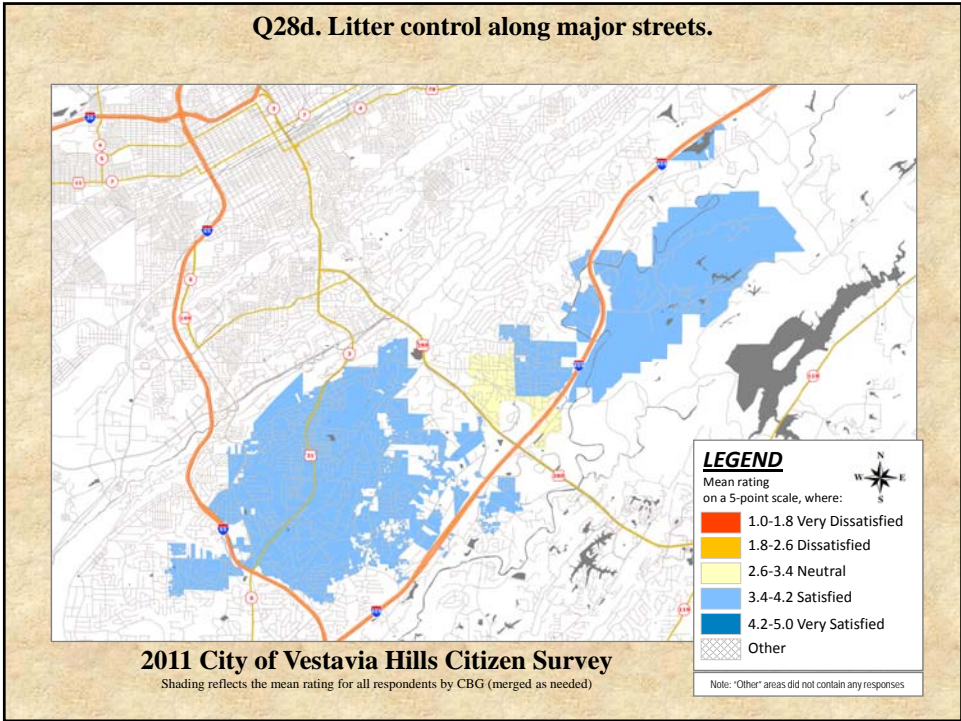 Q28d. Litter control along major streets.
LEGEND
Mean rating
on a 5-point scale, where:
N
W E
S
1.0-1.8 Very Dissatisfied
1.8-2.6 Dissatisfied
2.6-3.4 Neutral
3.4-4.2 Satisfied
4.2-5.0 Very Satisfied
Other
Note: "Other" areas did not contain any responses
2011 City of Vestavia Hills Citizen Survey
Shading reflects the mean rating for all respondents by CBG (merged as needed)